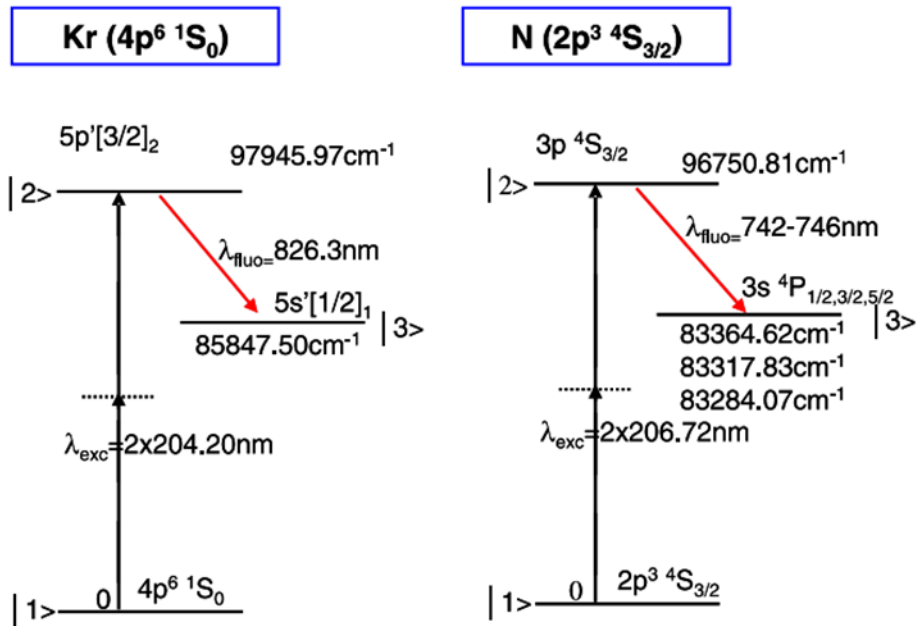 Kr (4p⁶ ¹S₀)
5p'[3/2]₂
97945.97cm⁻¹
|2>
λfluo=826.3nm
5s'[1/2]₁
|3>
85847.50cm⁻¹
λexc=2x204.20nm
0
4p⁶ ¹S₀
|1>
N (2p³ ⁴S₃/₂)
3p ⁴S₃/₂
96750.81cm⁻¹
|2>
λfluo=742-746nm
3s ⁴P₁/₂,₃/₂,₅/₂
|3>
83364.62cm⁻¹
83317.83cm⁻¹
83284.07cm⁻¹
λexc=2x206.72nm
0
2p³ ⁴S₃/₂
|1>